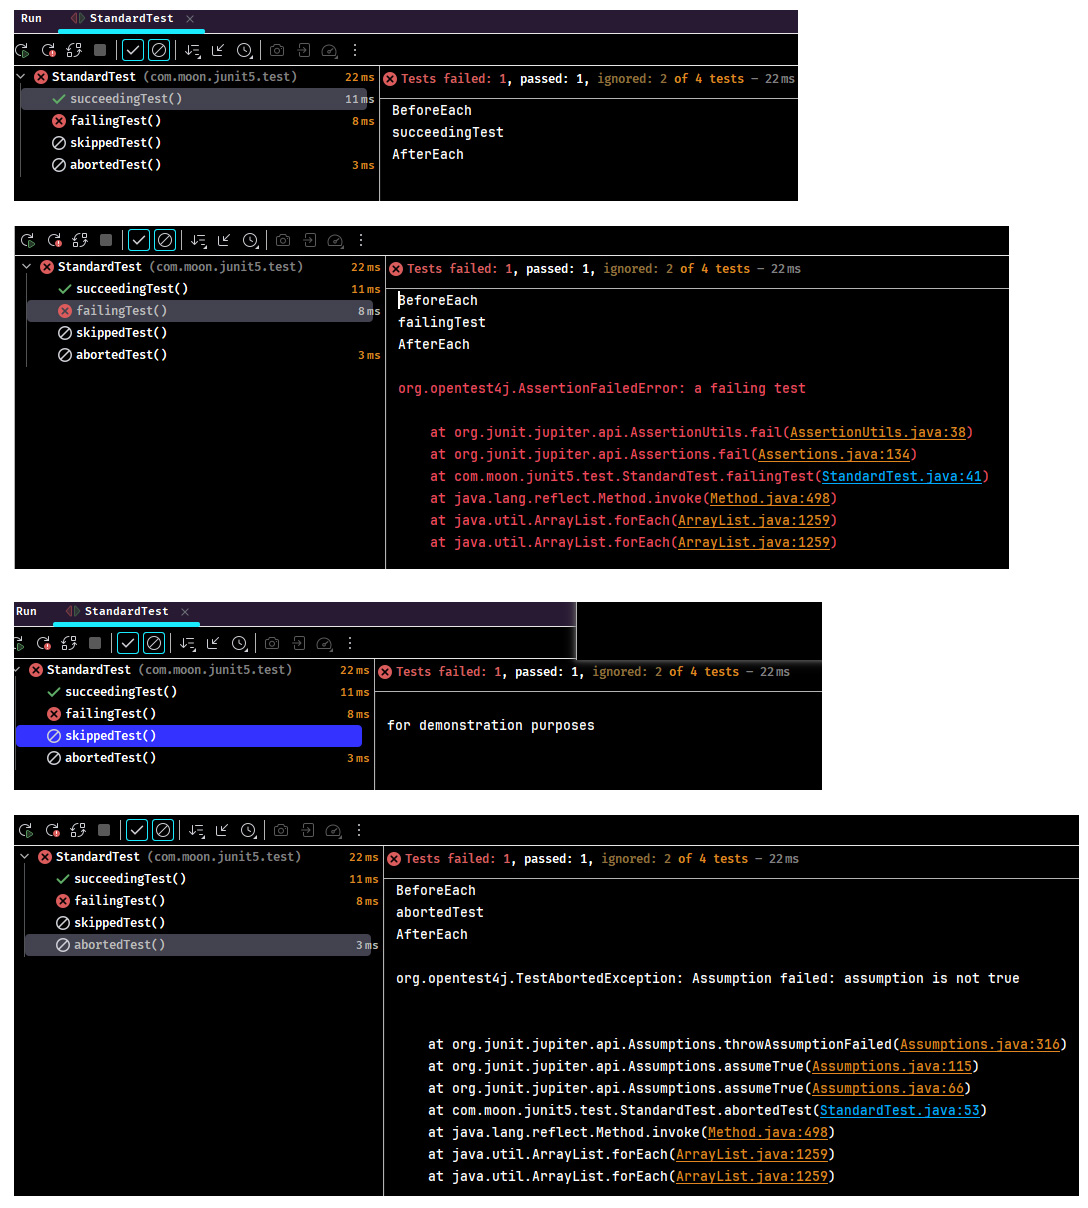 Run StandardTest
StandardTest (com.moon.junit5.test) 22 ms
succeedingTest() 11 ms
failingTest() 8 ms
skippedTest()
abortedTest() 3 ms
Tests failed: 1, passed: 1, ignored: 2 of 4 tests – 22 ms
BeforeEach
succeedingTest
AfterEach
StandardTest (com.moon.junit5.test) 22 ms
succeedingTest() 11 ms
failingTest() 8 ms
skippedTest()
abortedTest() 3 ms
Tests failed: 1, passed: 1, ignored: 2 of 4 tests – 22 ms
BeforeEach
failingTest
AfterEach
org.opentest4j.AssertionFailedError: a failing test
at org.junit.jupiter.api.AssertionUtils.fail(AssertionUtils.java:38)
at org.junit.jupiter.api.Assertions.fail(Assertions.java:134)
at com.moon.junit5.test.StandardTest.failingTest(StandardTest.java:41)
at java.lang.reflect.Method.invoke(Method.java:498)
at java.util.ArrayList.forEach(ArrayList.java:1259)
at java.util.ArrayList.forEach(ArrayList.java:1259)
Run StandardTest
StandardTest (com.moon.junit5.test) 22 ms
succeedingTest() 11 ms
failingTest() 8 ms
skippedTest()
abortedTest() 3 ms
Tests failed: 1, passed: 1, ignored: 2 of 4 tests – 22 ms
for demonstration purposes
StandardTest (com.moon.junit5.test) 22 ms
succeedingTest() 11 ms
failingTest() 8 ms
skippedTest()
abortedTest() 3 ms
Tests failed: 1, passed: 1, ignored: 2 of 4 tests – 22 ms
BeforeEach
abortedTest
AfterEach
org.opentest4j.TestAbortedException: Assumption failed: assumption is not true
at org.junit.jupiter.api.Assumptions.throwAssumptionFailed(Assumptions.java:316)
at org.junit.jupiter.api.Assumptions.assumeTrue(Assumptions.java:115)
at org.junit.jupiter.api.Assumptions.assumeTrue(Assumptions.java:66)
at com.moon.junit5.test.StandardTest.abortedTest(StandardTest.java:53)
at java.lang.reflect.Method.invoke(Method.java:498)
at java.util.ArrayList.forEach(ArrayList.java:1259)
at java.util.ArrayList.forEach(ArrayList.java:1259)